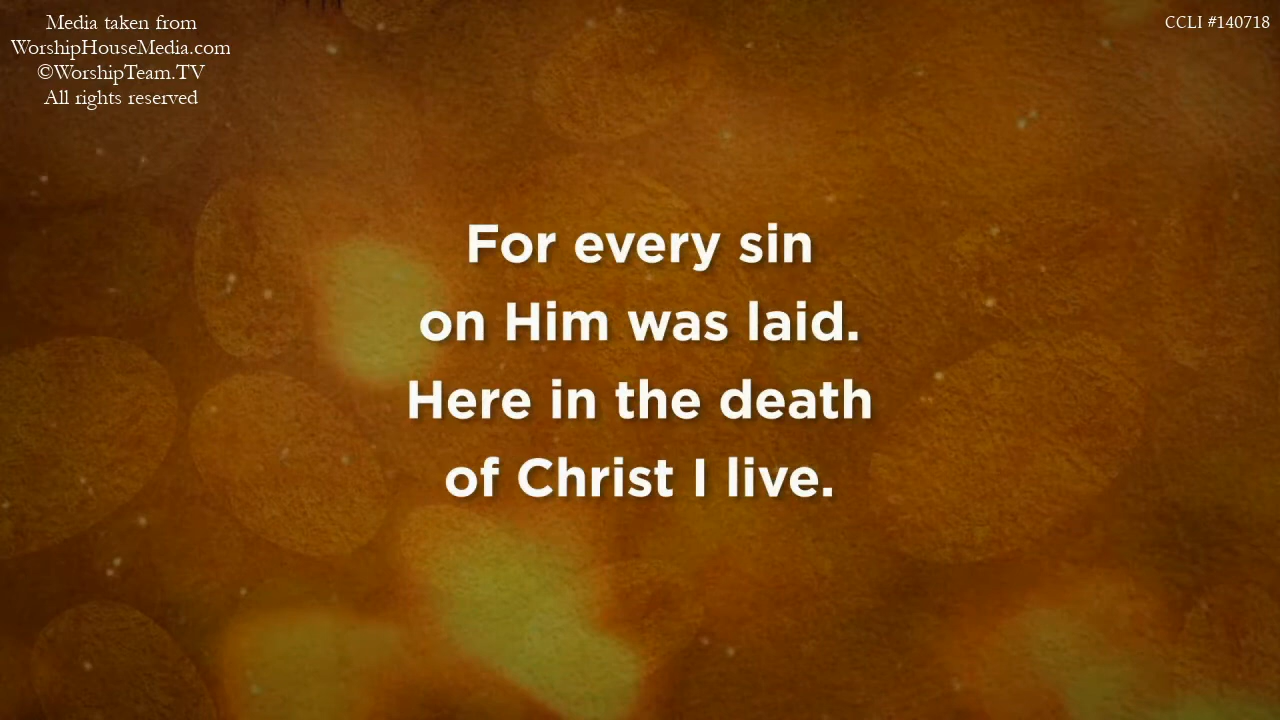 Media taken from
WorshipHouseMedia.com
©WorshipTeam.TV
All rights reserved
CCLI #140718
For every sin
on Him was laid.
Here in the death
of Christ I live.